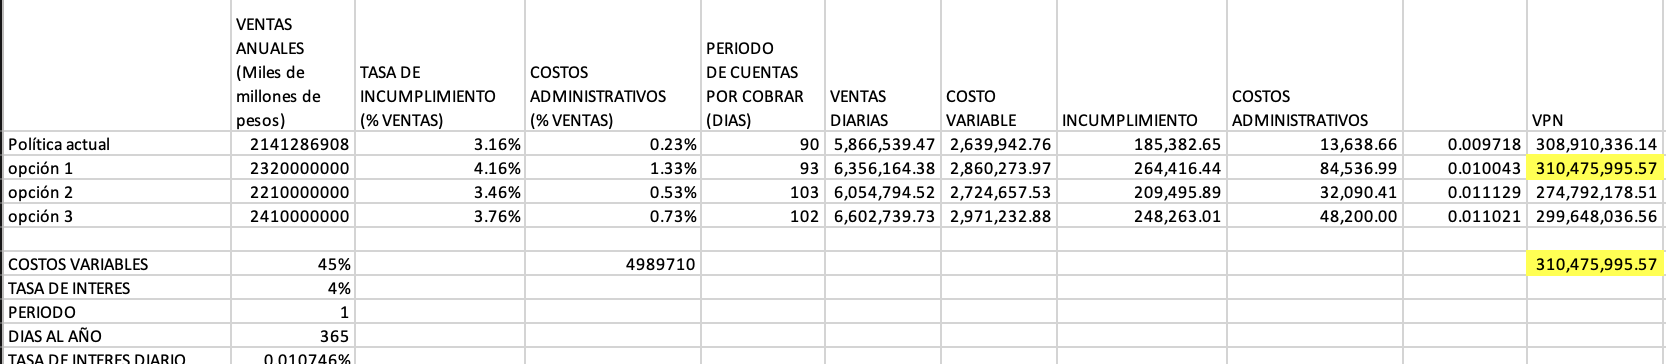 VENTAS ANUALES (Miles de millones de pesos) TASA DE INCUMPLIMIENTO (% VENTAS) COSTOS ADMINISTRATIVOS (% VENTAS) PERIODO DE CUENTAS POR COBRAR (DIAS) VENTAS DIARIAS COSTO VARIABLE INCUMPLIMIENTO COSTOS ADMINISTRATIVOS VPN
Política actual 2141286908 3.16% 0.23% 90 5,866,539.47 2,639,942.76 185,382.65 13,638.66 0.009718 308,910,336.14
opción 1 2320000000 4.16% 1.33% 93 6,356,164.38 2,860,273.97 264,416.44 84,536.99 0.010043 310,475,995.57
opción 2 2210000000 3.46% 0.53% 103 6,054,794.52 2,724,657.53 209,495.89 32,090.41 0.011129 274,792,178.51
opción 3 2410000000 3.76% 0.73% 102 6,602,739.73 2,971,232.88 248,263.01 48,200.00 0.011021 299,648,036.56
COSTOS VARIABLES 45% 4989710 310,475,995.57
TASA DE INTERES 4%
PERIODO 1
DIAS AL AÑO 365
TASA DE INTERES DIARIO 0.010746%